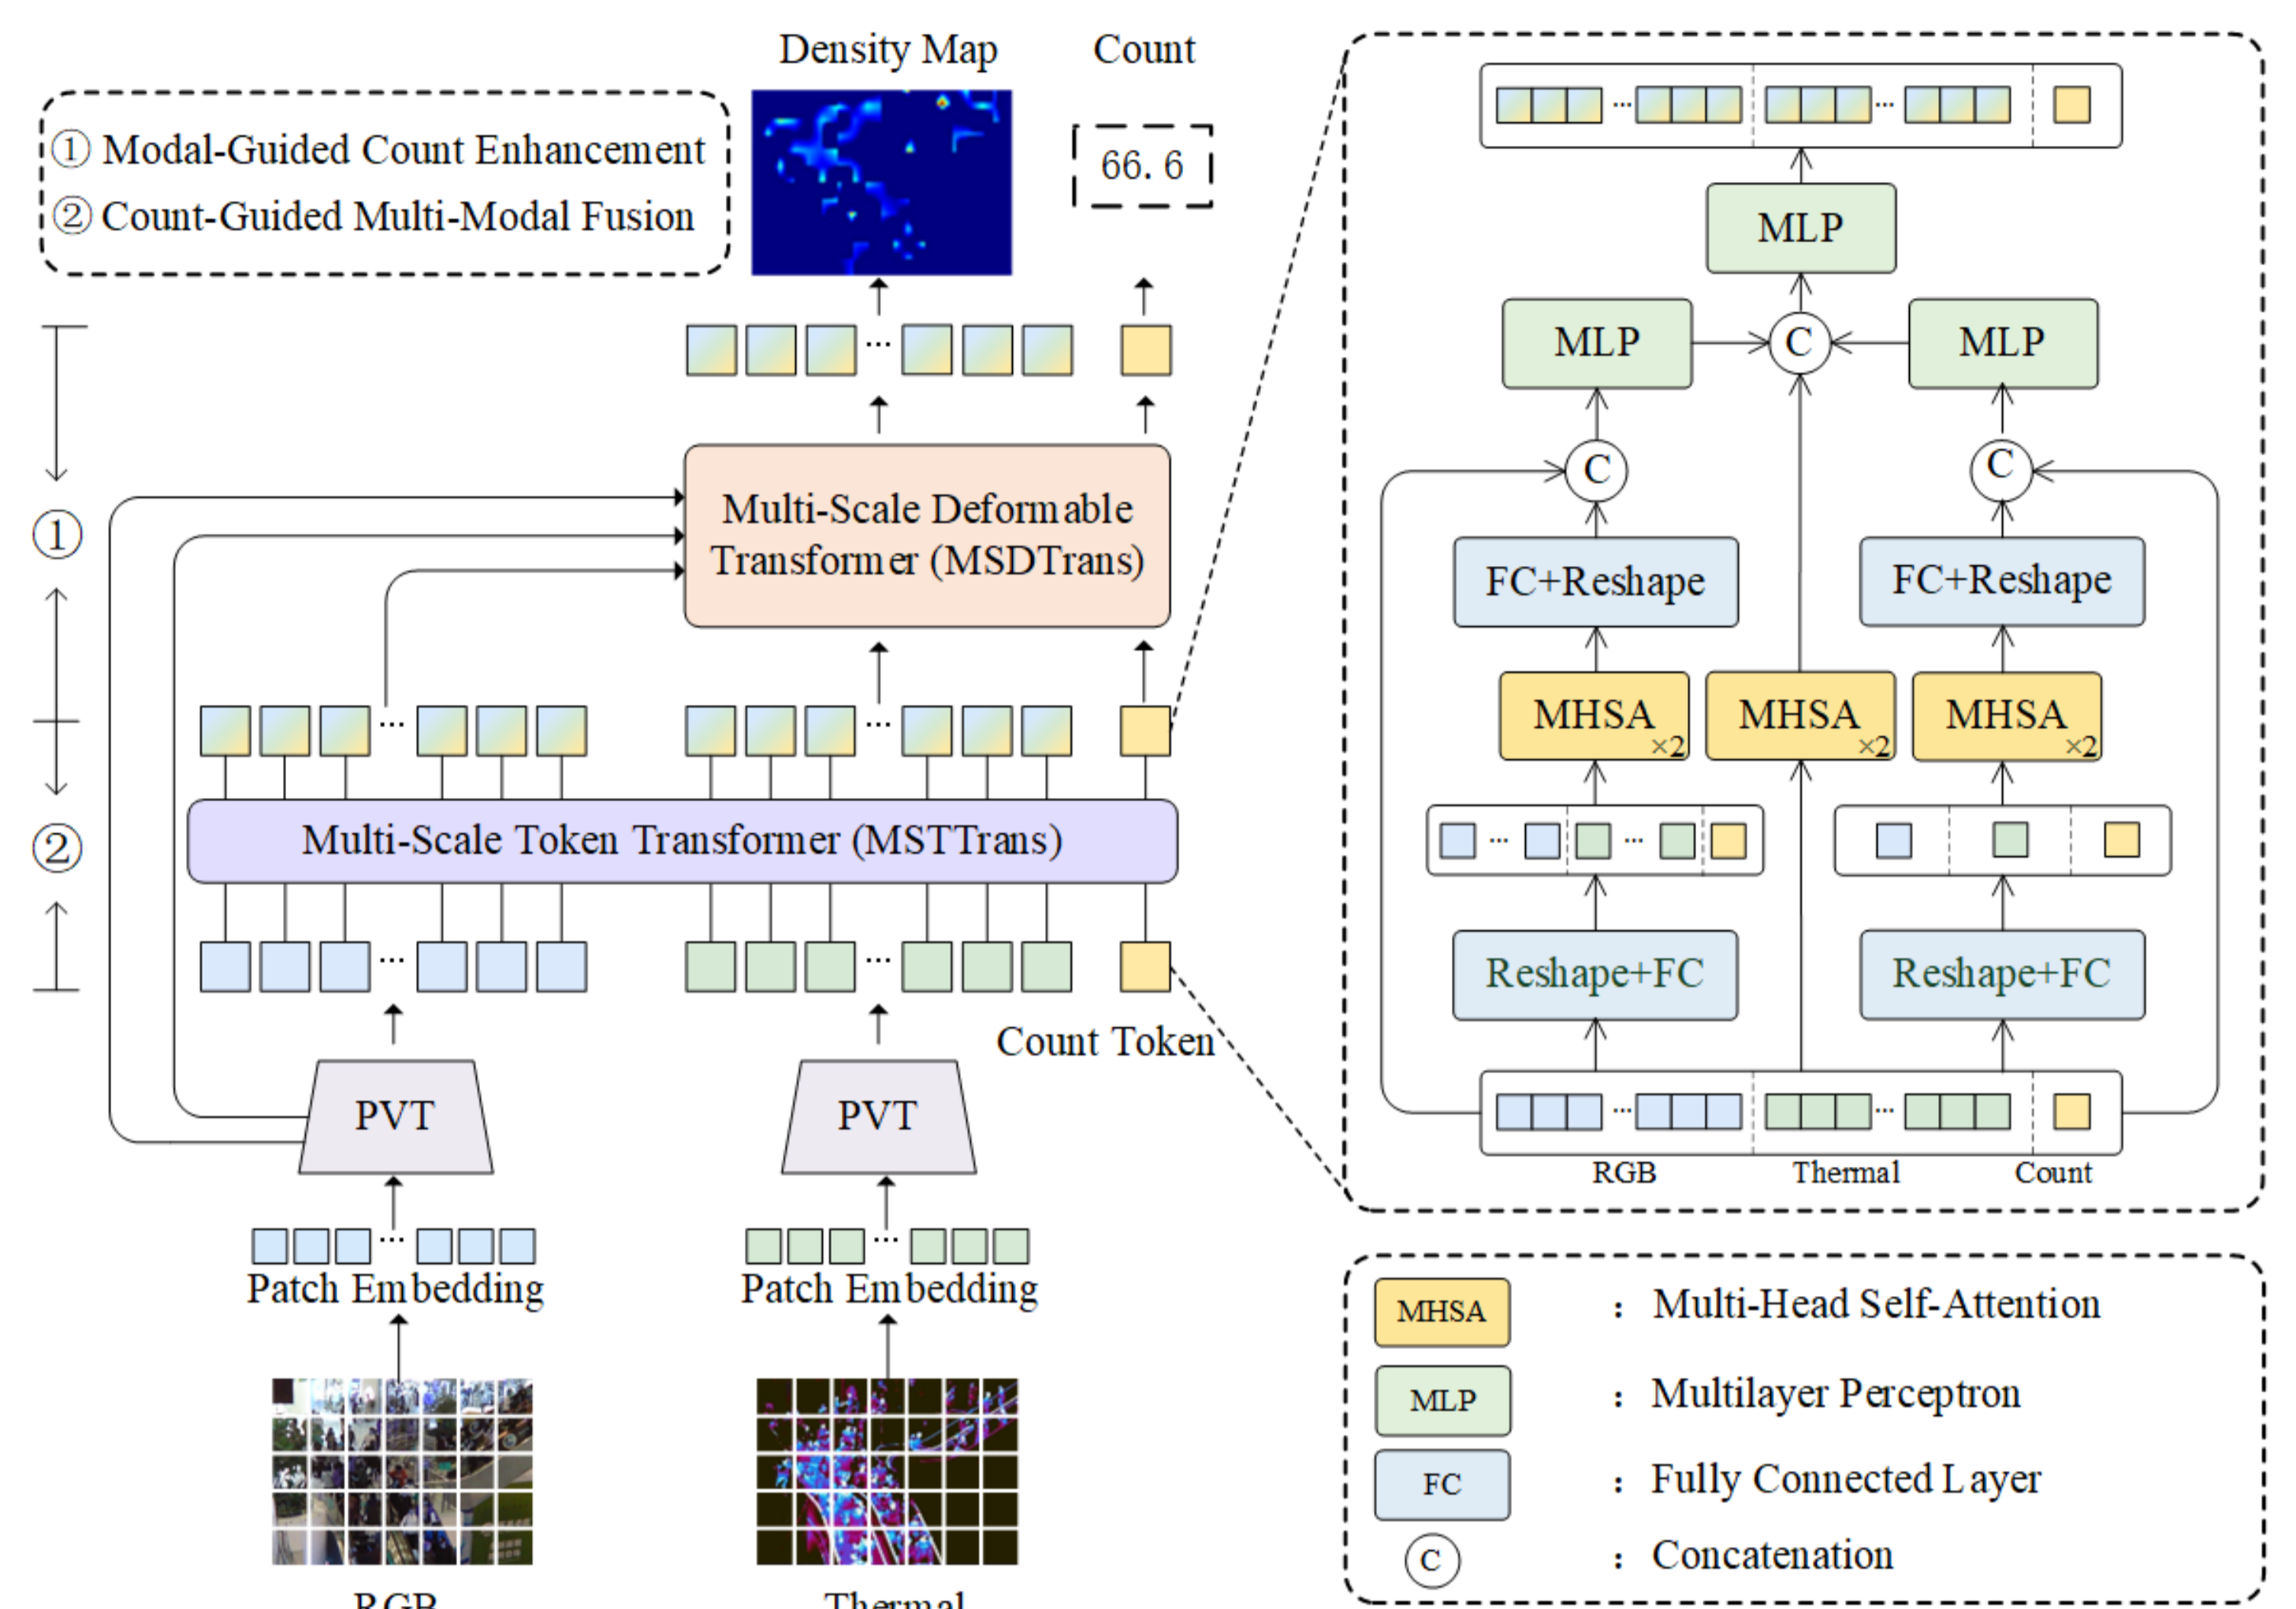 Density Map
Count
① Modal-Guided Count Enhancement
② Count-Guided Multi-Modal Fusion
66.6
①
Multi-Scale Deformable
Transformer (MSDTrans)
...
...
...
②
Multi-Scale Token Transformer (MSTTrans)
...
...
Count Token
PVT
PVT
...
...
Patch Embedding
Patch Embedding
RGB
Thermal
...
...
MLP
MLP
C
MLP
C
C
FC+Reshape
FC+Reshape
MHSA ×2
MHSA ×2
MHSA ×2
...
...
Reshape+FC
Reshape+FC
...
...
RGB
Thermal
Count
MHSA : Multi-Head Self-Attention
MLP : Multilayer Perceptron
FC : Fully Connected Layer
C : Concatenation